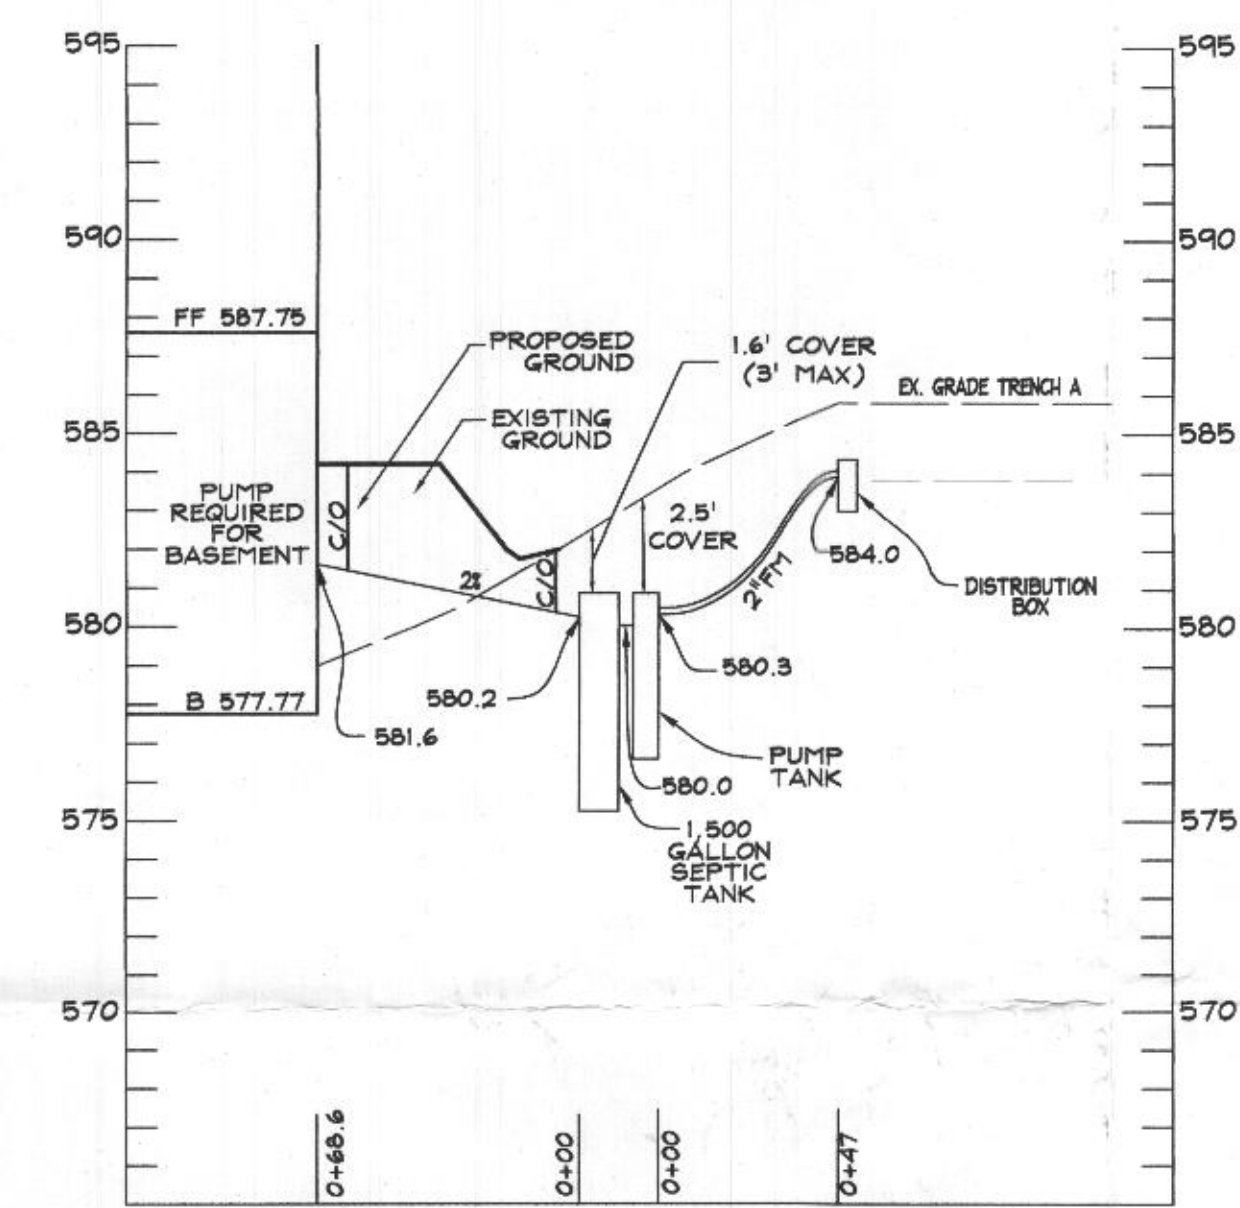 595
595
590
590
FF 587.75
PROPOSED
GROUND
1.6' COVER
(3' MAX)
EX. GRADE TRENCH A
EXISTING
GROUND
585
585
PUMP
REQUIRED
FOR
BASEMENT
C/O
2.5'
COVER
584.0
2%
C/O
2"FM
DISTRIBUTION
BOX
580
580
580.3
B 577.77
580.2
581.6
PUMP
TANK
580.0
575
575
1,500
GALLON
SEPTIC
TANK
570
570
0+68.6
0+00
0+00
0+47